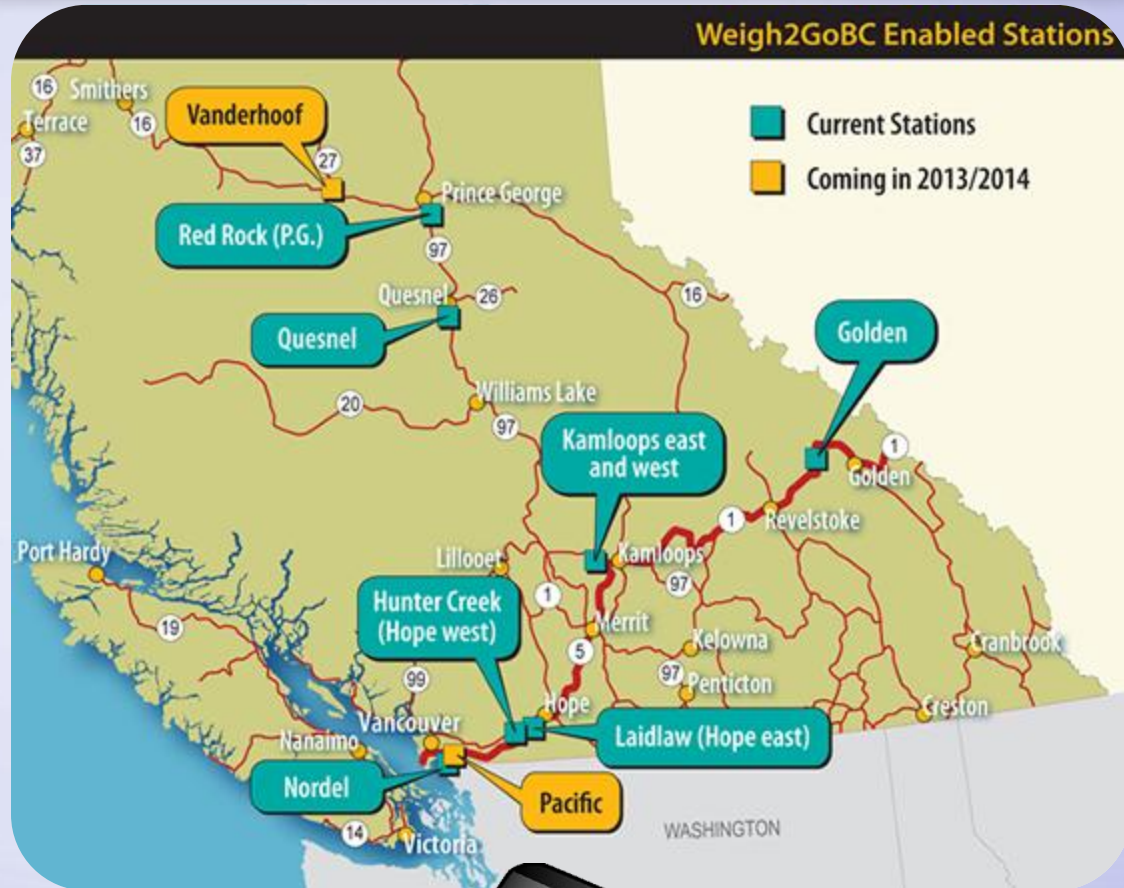 Weigh2GoBC Enabled Stations
16
Smithers
Terrace
16
37
Vanderhoof
27
Current Stations
Coming in 2013/2014
Prince George
Red Rock (P.G.)
97
Quesnel
26
16
Quesnel
Golden
20
Williams Lake
97
Kamloops east
and west
1
Golden
1
Revelstoke
Port Hardy
Lillooet
Kamloops
97
1
Hunter Creek
(Hope west)
19
Merrit
5
Kelowna
Cranbrook
99
97
Penticton
Hope
Creston
Vancouver
Nanaimo
Laidlaw (Hope east)
Nordel
Pacific
14
Victoria
WASHINGTON